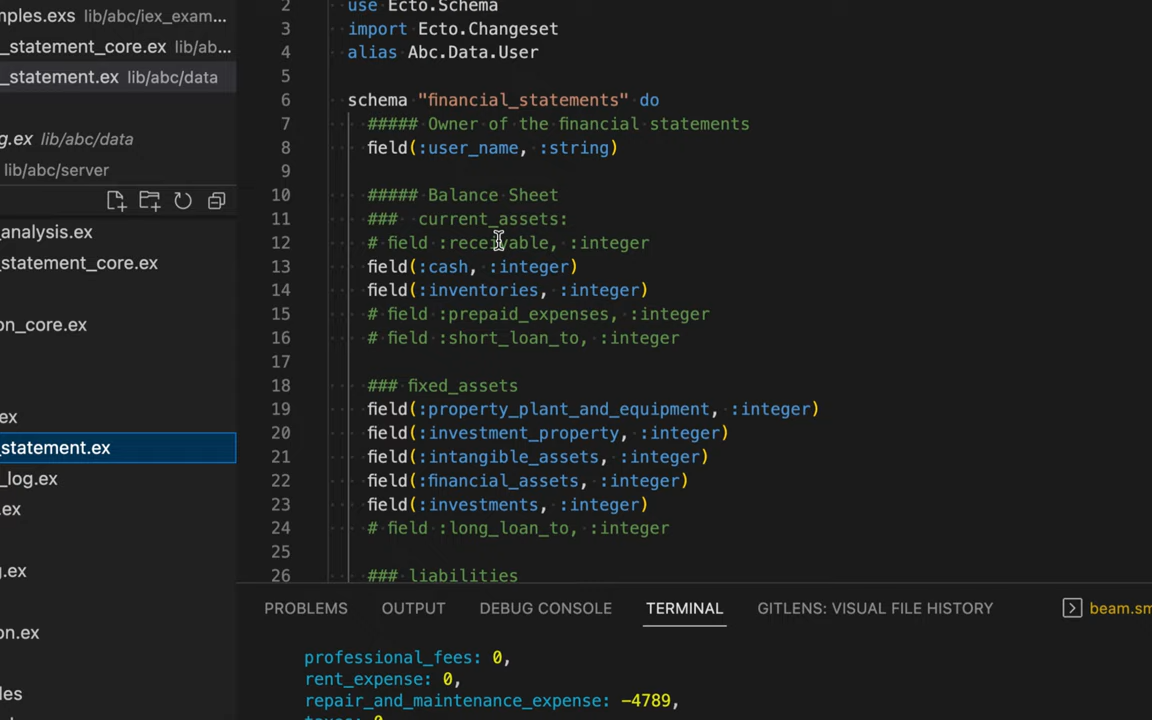 mples.exs lib/abc/iex_exam...
_statement_core.ex lib/ab...
_statement.ex lib/abc/data
g.ex lib/abc/data
lib/abc/server
_analysis.ex
_statement_core.ex
on_core.ex
ex
_statement.ex
_log.ex
.ex
g.ex
on.ex
les
2 use Ecto.Schema
3 import Ecto.Changeset
4 alias Abc.Data.User
5
6 schema "financial_statements" do
7 ##### Owner of the financial statements
8 field(:user_name, :string)
9
10 ##### Balance Sheet
11 ### current_assets:
12 # field :receivable, :integer
13 field(:cash, :integer)
14 field(:inventories, :integer)
15 # field :prepaid_expenses, :integer
16 # field :short_loan_to, :integer
17
18 ### fixed_assets
19 field(:property_plant_and_equipment, :integer)
20 field(:investment_property, :integer)
21 field(:intangible_assets, :integer)
22 field(:financial_assets, :integer)
23 field(:investments, :integer)
24 # field :long_loan_to, :integer
25
26 ### liabilities
PROBLEMS OUTPUT DEBUG CONSOLE TERMINAL GITLENS: VISUAL FILE HISTORY beam.sm
professional_fees: 0,
rent_expense: 0,
repair_and_maintenance_expense: -4789,